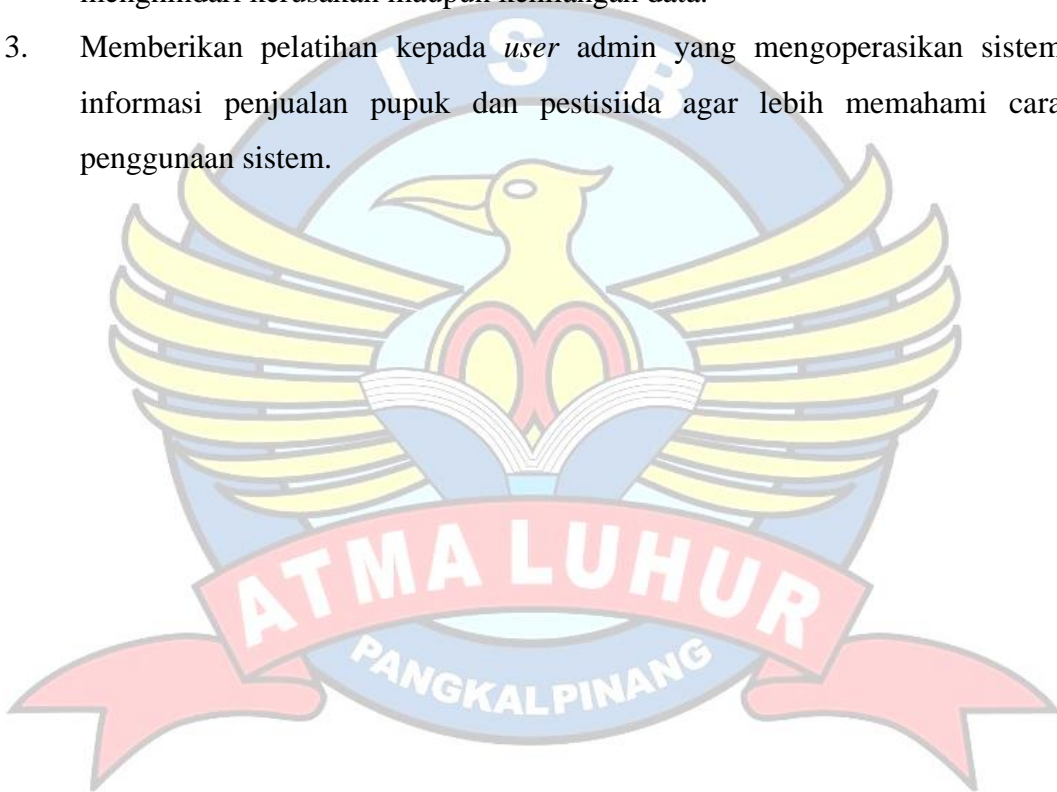 menghindari kerusakan maupun kehilangan data.
3. Memberikan pelatihan kepada user admin yang mengoperasikan sistem
informasi penjualan pupuk dan pestisiida agar lebih memahami cara
penggunaan sistem.
I S B
ATMA LUHUR
PANGKALPINANG